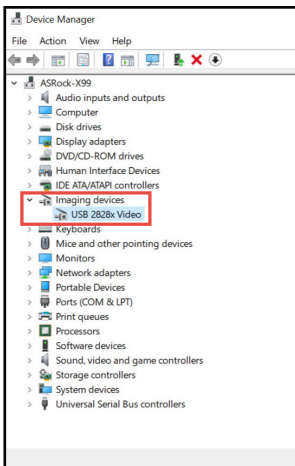 Device Manager
File Action View Help
ASRock-X99
Audio inputs and outputs
Computer
Disk drives
Display adapters
DVD/CD-ROM drives
Human Interface Devices
IDE ATA/ATAPI controllers
Imaging devices
USB 2828x Video
Keyboards
Mice and other pointing devices
Monitors
Network adapters
Portable Devices
Ports (COM & LPT)
Print queues
Processors
Software devices
Sound, video and game controllers
Storage controllers
System devices
Universal Serial Bus controllers